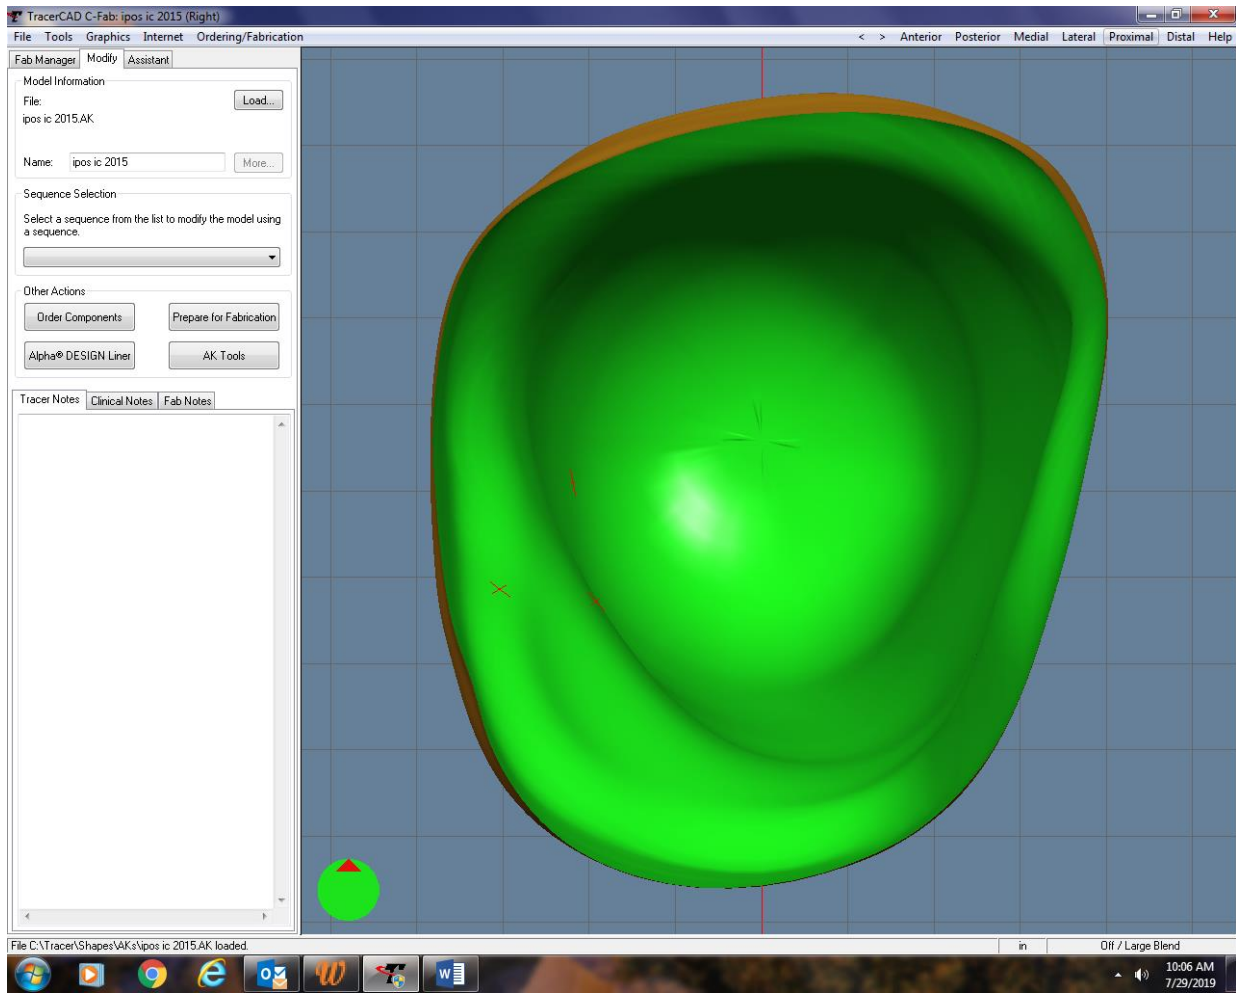 TracerCAD C-Fab: ipos ic 2015 (Right)
File Tools Graphics Internet Ordering/Fabrication < > Anterior Posterior Medial Lateral Proximal Distal Help
Fab Manager Modify Assistant
Model Information
File: Load...
ipos ic 2015.AK
Name: ipos ic 2015 More...
Sequence Selection
Select a sequence from the list to modify the model using
a sequence.
Other Actions
Order Components Prepare for Fabrication
Alpha® DESIGN Liner AK Tools
Tracer Notes Clinical Notes Fab Notes
File C:\Tracer\Shapes\AKs\ipos ic 2015.AK loaded. in Off / Large Blend
10:06 AM
7/29/2019